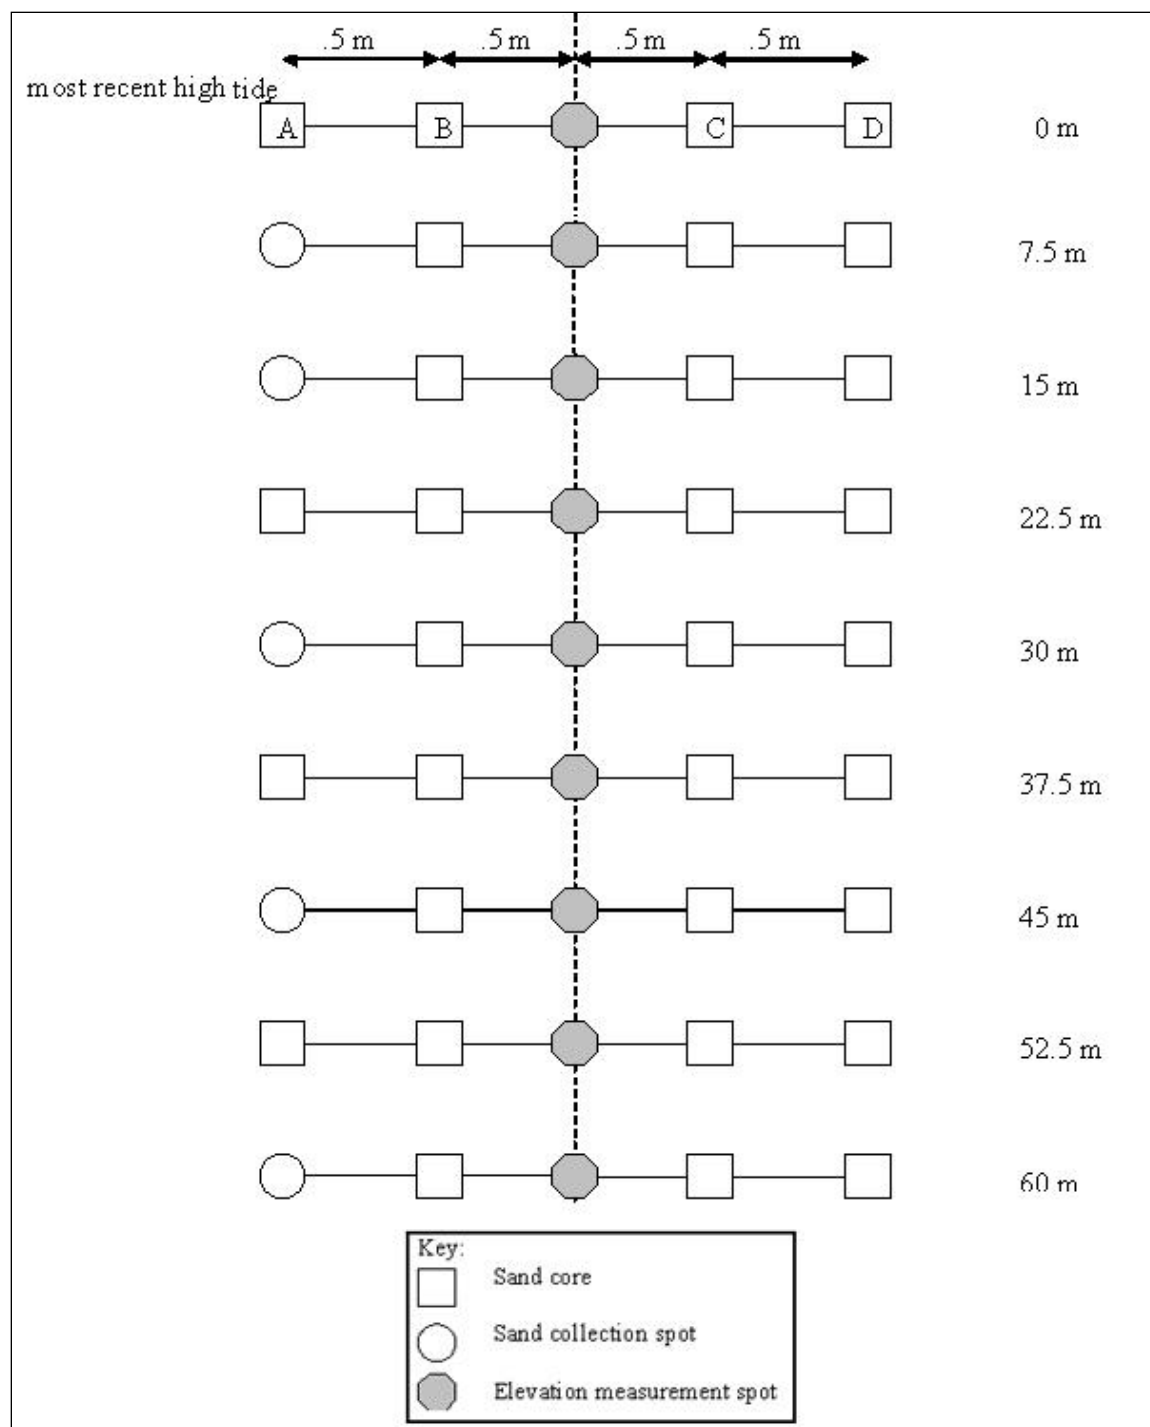 .5 m .5 m .5 m .5 m
most recent high tide
A B C D 0 m
7.5 m
15 m
22.5 m
30 m
37.5 m
45 m
52.5 m
60 m
Key:
Sand core
Sand collection spot
Elevation measurement spot